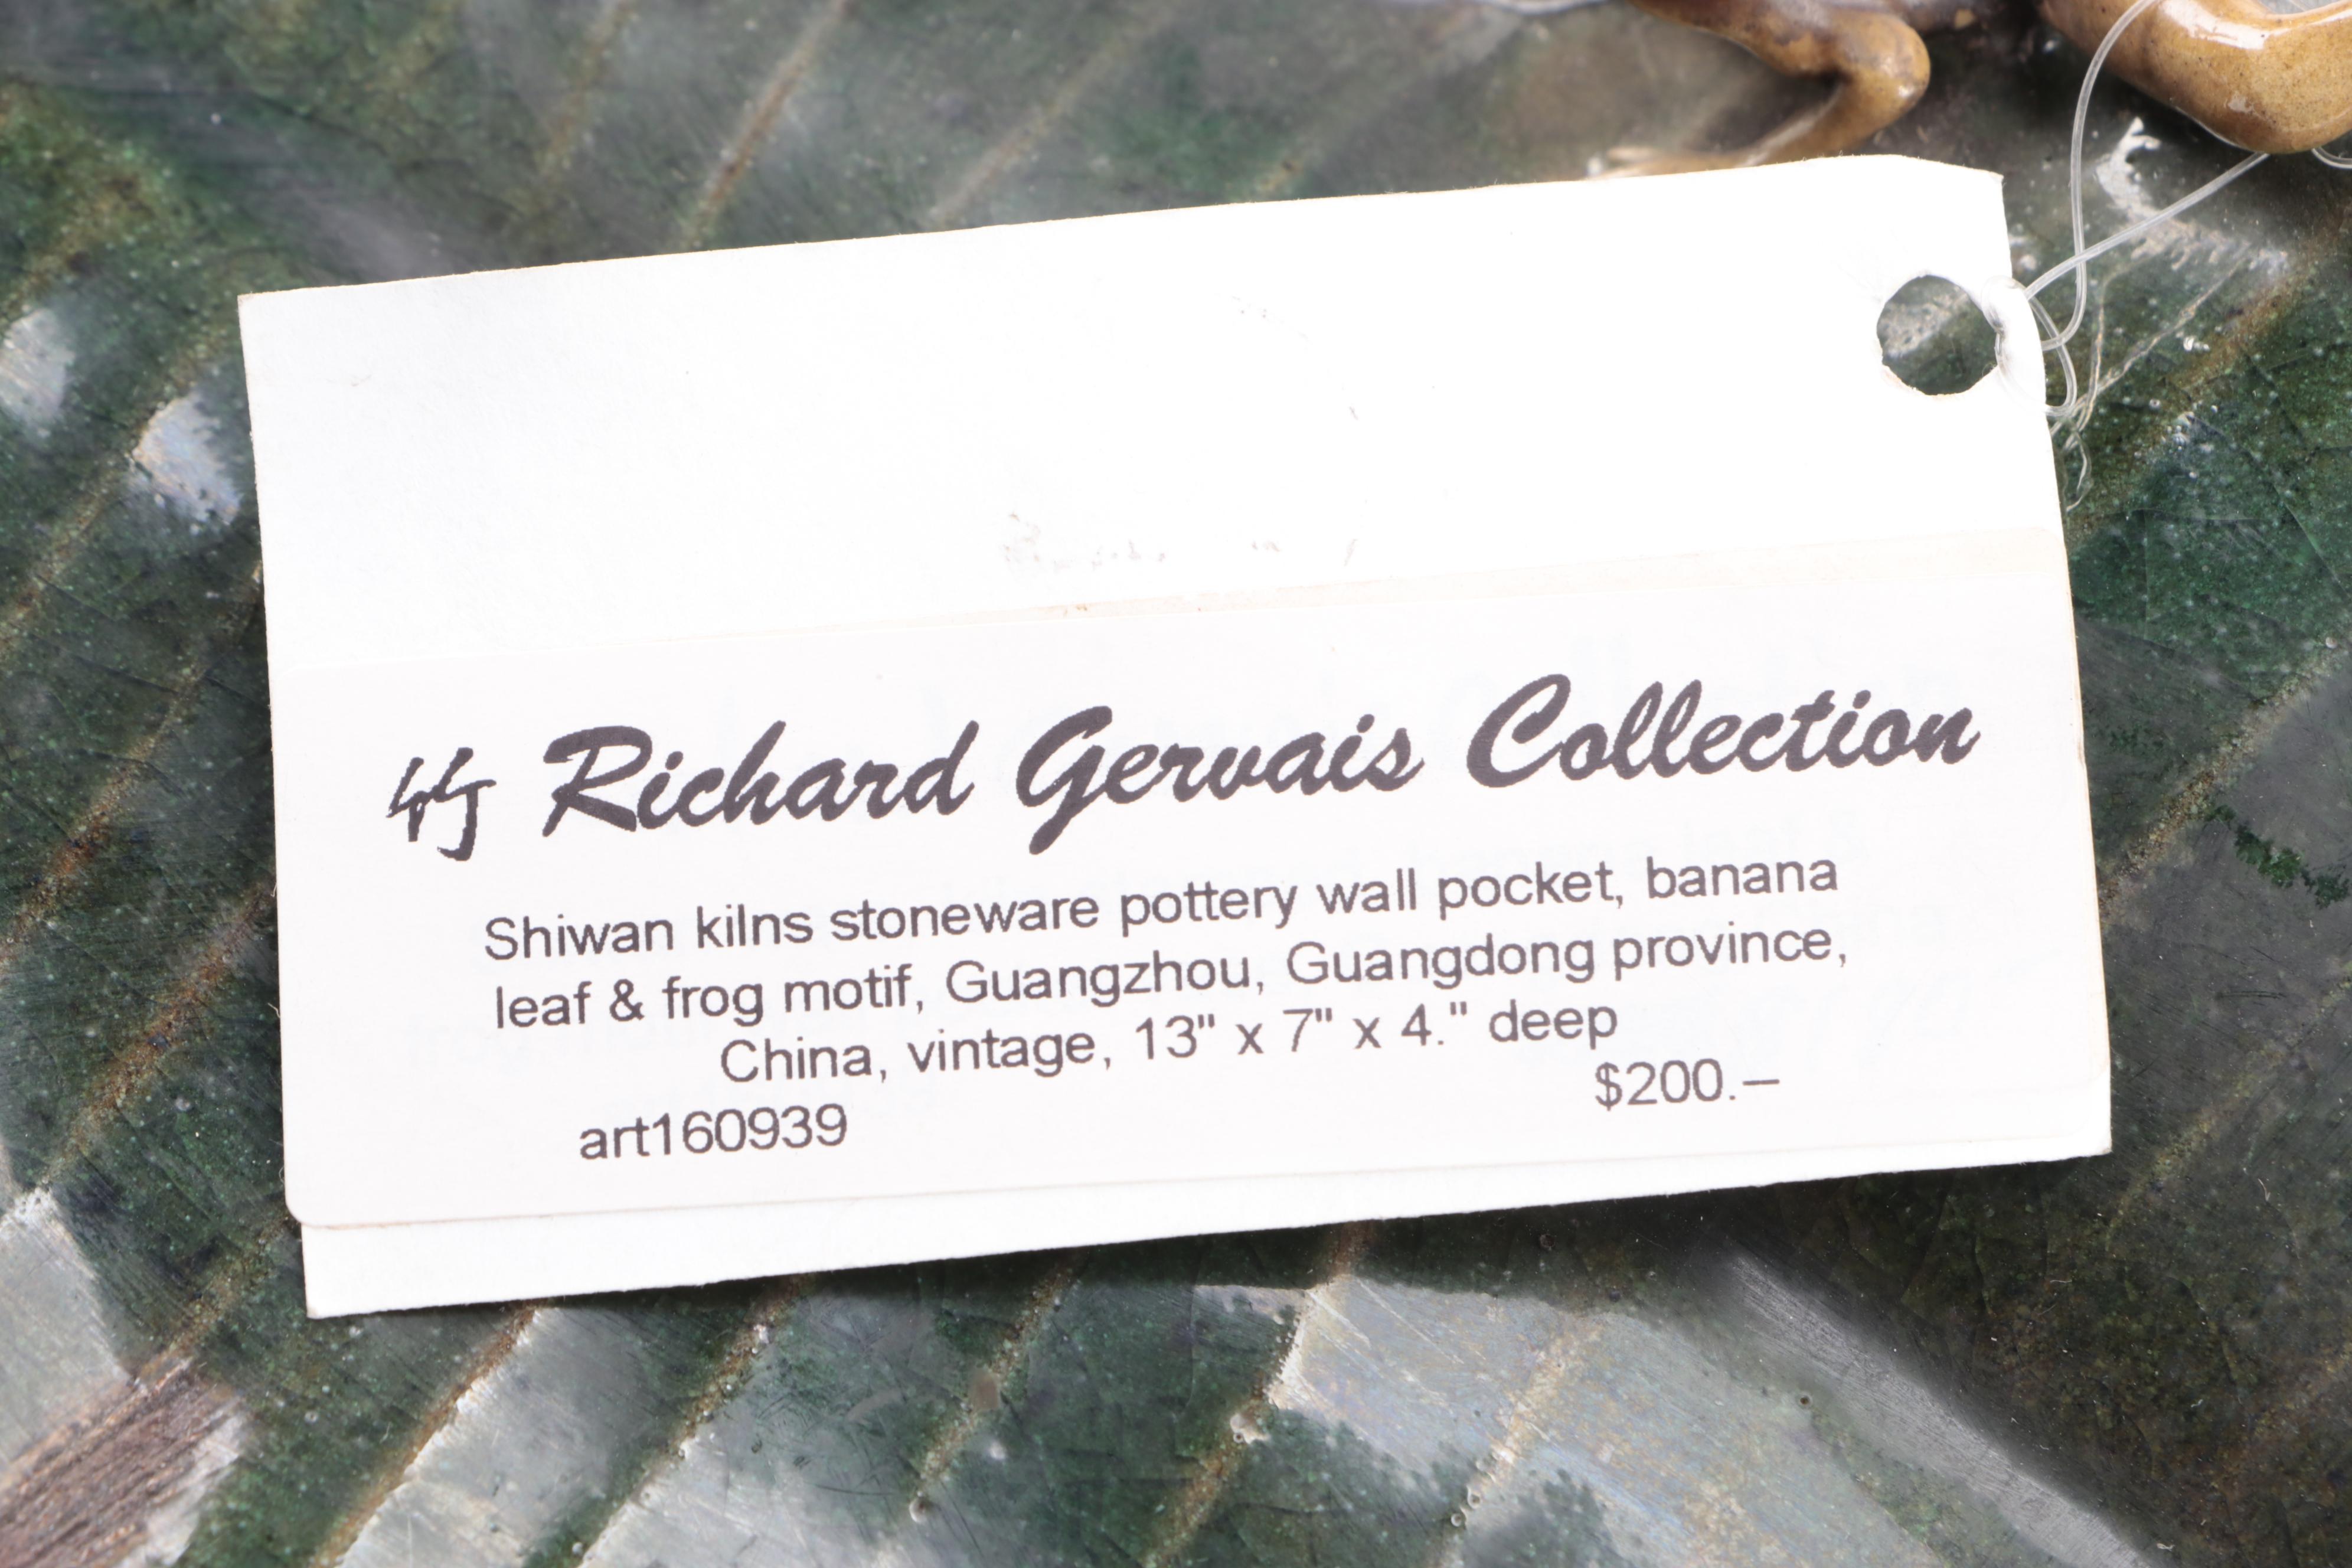 Richard Gervais Collection
Shiwan kilns stoneware pottery wall pocket, banana
leaf & frog motif, Guangzhou, Guangdong province,
China, vintage, 13" x 7" x 4." deep
$200.–
art160939